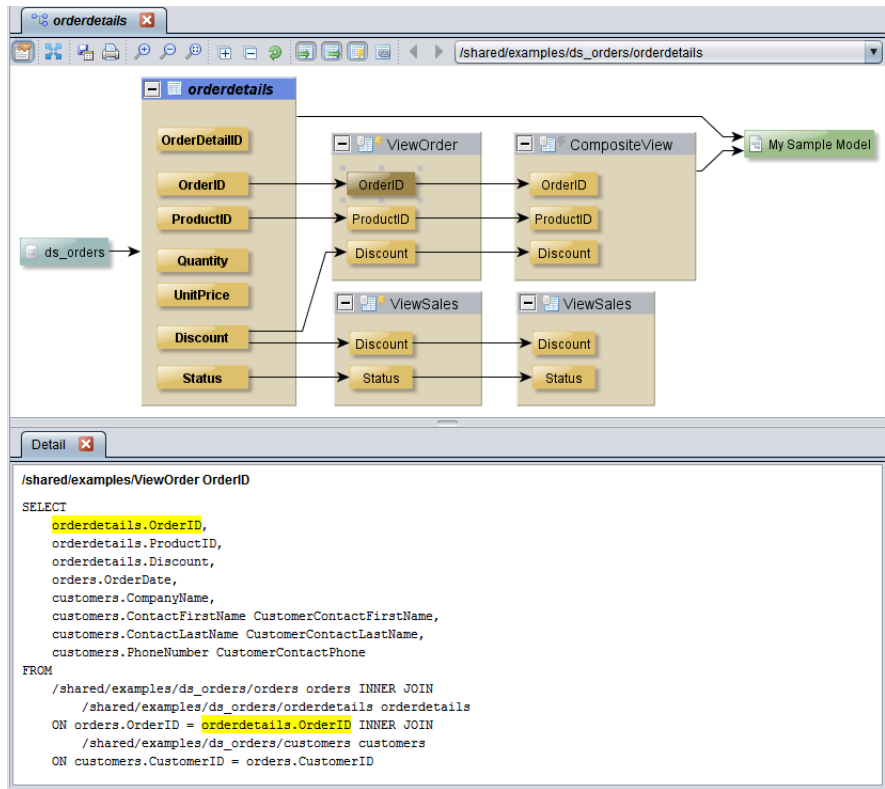 orderdetails
/shared/examples/ds_orders/orderdetails
orderdetails
OrderDetailID
OrderID
ProductID
Quantity
UnitPrice
Discount
Status
ds_orders
ViewOrder
OrderID
ProductID
Discount
CompositeView
OrderID
ProductID
Discount
My Sample Model
ViewSales
Discount
Status
ViewSales
Discount
Status
Detail
/shared/examples/ViewOrder OrderID
SELECT
orderdetails.OrderID,
orderdetails.ProductID,
orderdetails.Discount,
orders.OrderDate,
customers.CompanyName,
customers.ContactFirstName CustomerContactFirstName,
customers.ContactLastName CustomerContactLastName,
customers.PhoneNumber CustomerContactPhone
FROM
/shared/examples/ds_orders/orders orders INNER JOIN
/shared/examples/ds_orders/orderdetails orderdetails
ON orders.OrderID = orderdetails.OrderID INNER JOIN
/shared/examples/ds_orders/customers customers
ON customers.CustomerID = orders.CustomerID